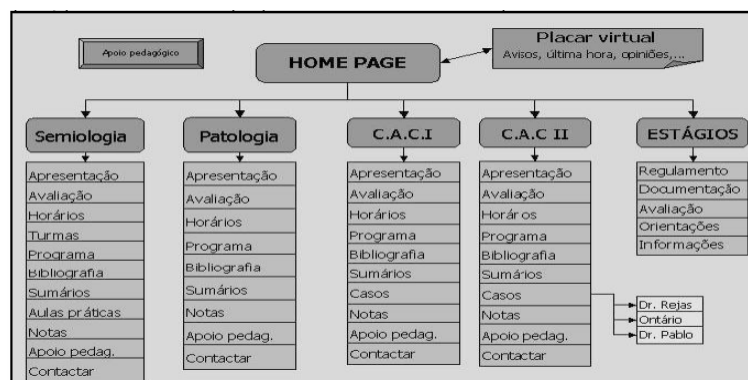 Apoio pedagógico
HOME PAGE
Placar virtual
Avisos, última hora, opiniões,...
Semiologia
Apresentação
Avaliação
Horários
Turmas
Programa
Bibliografia
Sumários
Aulas práticas
Notas
Apoio pedag.
Contactar
Patologia
Apresentação
Avaliação
Horários
Programa
Bibliografia
Sumários
Notas
Apoio pedag.
Contactar
C.A.C.I
Apresentação
Avaliação
Horários
Programa
Bibliografia
Sumários
Casos
Notas
Apoio pedag.
Contactar
C.A.C II
Apresentação
Avaliação
Horáros
Programa
Bibliografia
Sumários
Casos
Notas
Apoio pedag.
Contactar
Dr. Rejas
Ontário
Dr. Pablo
ESTÁGIOS
Regulamento
Documentação
Avaliação
Orientações
Informações